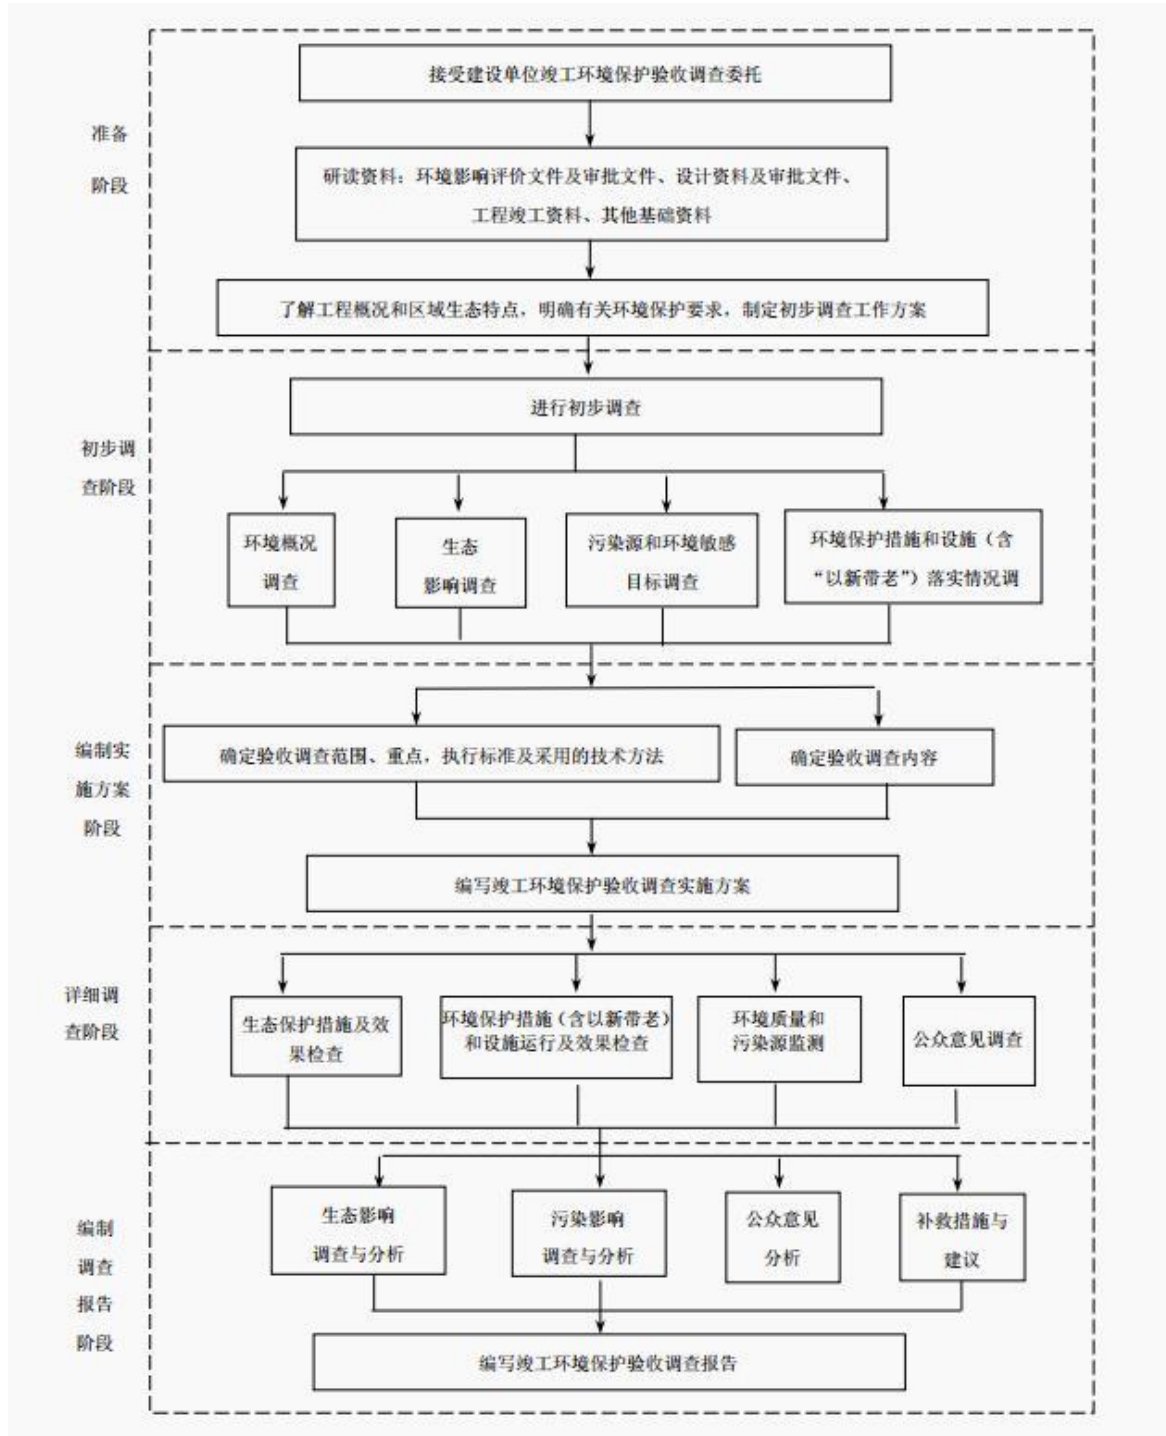 接受建设单位竣工环境保护验收调查委托
准备
阶段
研读资料：环境影响评价文件及审批文件、设计资料及审批文件、
工程竣工资料、其他基础资料
了解工程概况和区域生态特点，明确有关环境保护要求，制定初步调查工作方案
进行初步调查
初步调
查阶段
环境概况
调查
生态
影响调查
污染源和环境敏感
目标调查
环境保护措施和设施（含
“以新带老”）落实情况调
编制实
施方案
阶段
确定验收调查范围、重点，执行标准及采用的技术方法
确定验收调查内容
编写竣工环境保护验收调查实施方案
详细调
查阶段
生态保护措施及效
果检查
环境保护措施（含以新带老）
和设施运行及效果检查
环境质量和
污染源监测
公众意见调查
编制
调查
报告
阶段
生态影响
调查与分析
污染影响
调查与分析
公众意见
分析
补救措施与
建议
编写竣工环境保护验收调查报告